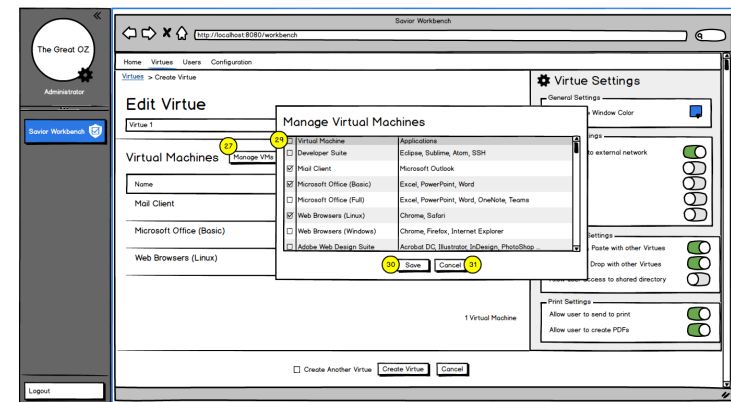 Savior Workbench
http://localhost:8080/workbench
The Great OZ
Administrator
Savior Workbench
Logout
Home Virtues Users Configuration
Virtues > Create Virtue
Edit Virtue
Virtue 1
Virtual Machines
27
Manage VMs
Name
Mail Client
Microsoft Office (Basic)
Web Browsers (Linux)
1 Virtual Machine
Create Another Virtue
Create Virtue
Cancel
Manage Virtual Machines
29
Virtual Machine Applications
Developer Suite Eclipse, Sublime, Atom, SSH
Mail Client Microsoft Outlook
Microsoft Office (Basic) Excel, PowerPoint, Word
Microsoft Office (Full) Excel, PowerPoint, Word, OneNote, Teams
Web Browsers (Linux) Chrome, Safari
Web Browsers (Windows) Chrome, Firefox, Internet Explorer
Adobe Web Design Suite Acrobat DC, Illustrator, InDesign, PhotoShop ...
30
Save
Cancel
31
Virtue Settings
General Settings
Window Color
ings
to external network
Settings
Paste with other Virtues
Drop with other Virtues
access to shared directory
Print Settings
Allow user to send to print
Allow user to create PDFs